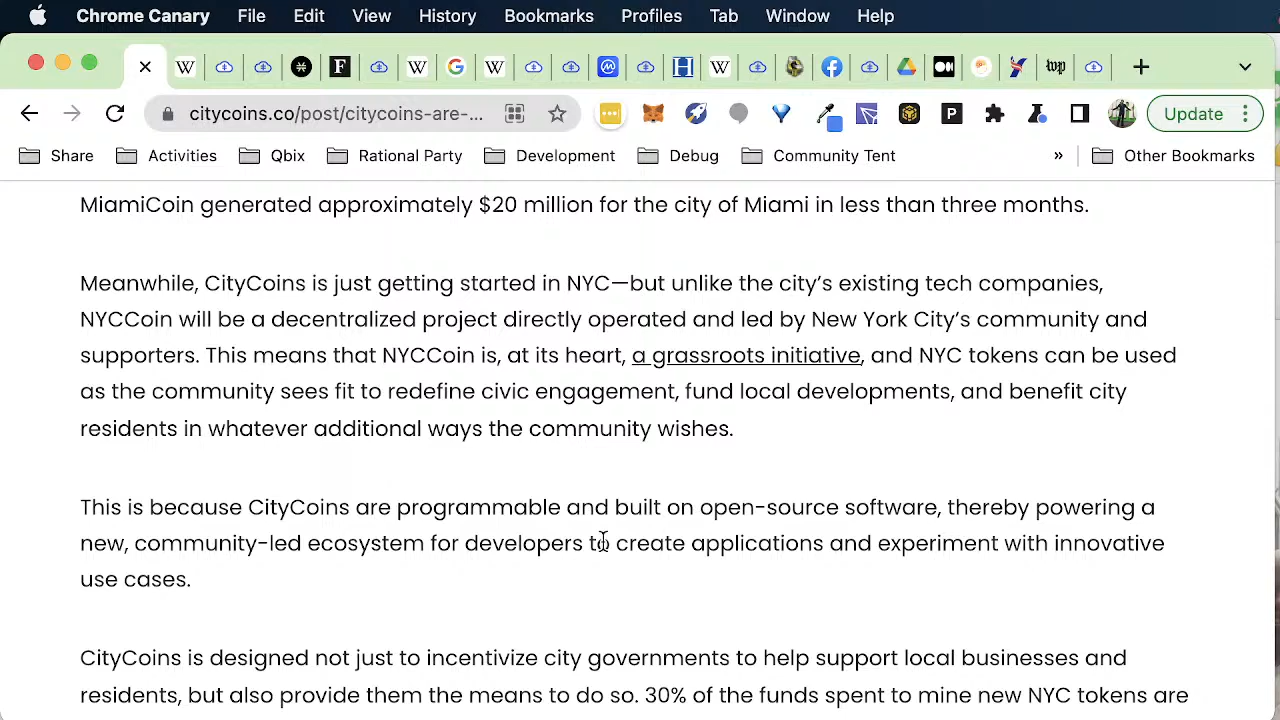 Chrome Canary File Edit View History Bookmarks Profiles Tab Window Help
citycoins.co/post/citycoins-are-... Update
Share Activities Qbix Rational Party Development Debug Community Tent » Other Bookmarks
MiamiCoin generated approximately $20 million for the city of Miami in less than three months.
Meanwhile, CityCoins is just getting started in NYC—but unlike the city’s existing tech companies,
NYCCoin will be a decentralized project directly operated and led by New York City’s community and
supporters. This means that NYCCoin is, at its heart, a grassroots initiative, and NYC tokens can be used
as the community sees fit to redefine civic engagement, fund local developments, and benefit city
residents in whatever additional ways the community wishes.
This is because CityCoins are programmable and built on open-source software, thereby powering a
new, community-led ecosystem for developers to create applications and experiment with innovative
use cases.
CityCoins is designed not just to incentivize city governments to help support local businesses and
residents, but also provide them the means to do so. 30% of the funds spent to mine new NYC tokens are